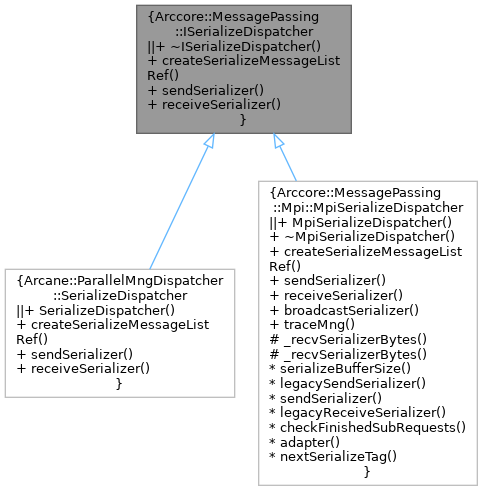 {Arccore::MessagePassing
::ISerializeDispatcher
||+ ~ISerializeDispatcher()
+ createSerializeMessageList
Ref()
+ sendSerializer()
+ receiveSerializer()
}
{Arcane::ParallelMngDispatcher
::SerializeDispatcher
||+ SerializeDispatcher()
+ createSerializeMessageList
Ref()
+ sendSerializer()
+ receiveSerializer()
}
{Arccore::MessagePassing
::Mpi::MpiSerializeDispatcher
||+ MpiSerializeDispatcher()
+ ~MpiSerializeDispatcher()
+ createSerializeMessageList
Ref()
+ sendSerializer()
+ receiveSerializer()
+ broadcastSerializer()
+ traceMng()
# _recvSerializerBytes()
# _recvSerializerBytes()
* serializeBufferSize()
* legacySendSerializer()
* sendSerializer()
* legacyReceiveSerializer()
* checkFinishedSubRequests()
* adapter()
* nextSerializeTag()
}